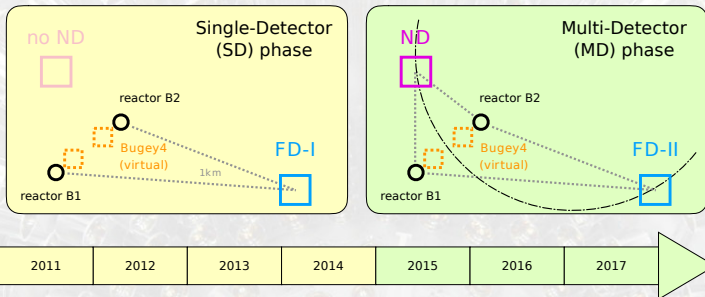 no ND
Single-Detector
(SD) phase
reactor B2
Bugey4
(virtual)
FD-I
1km
reactor B1
ND
Multi-Detector
(MD) phase
reactor B2
Bugey4
(virtual)
FD-II
reactor B1
2011 2012 2013 2014 2015 2016 2017